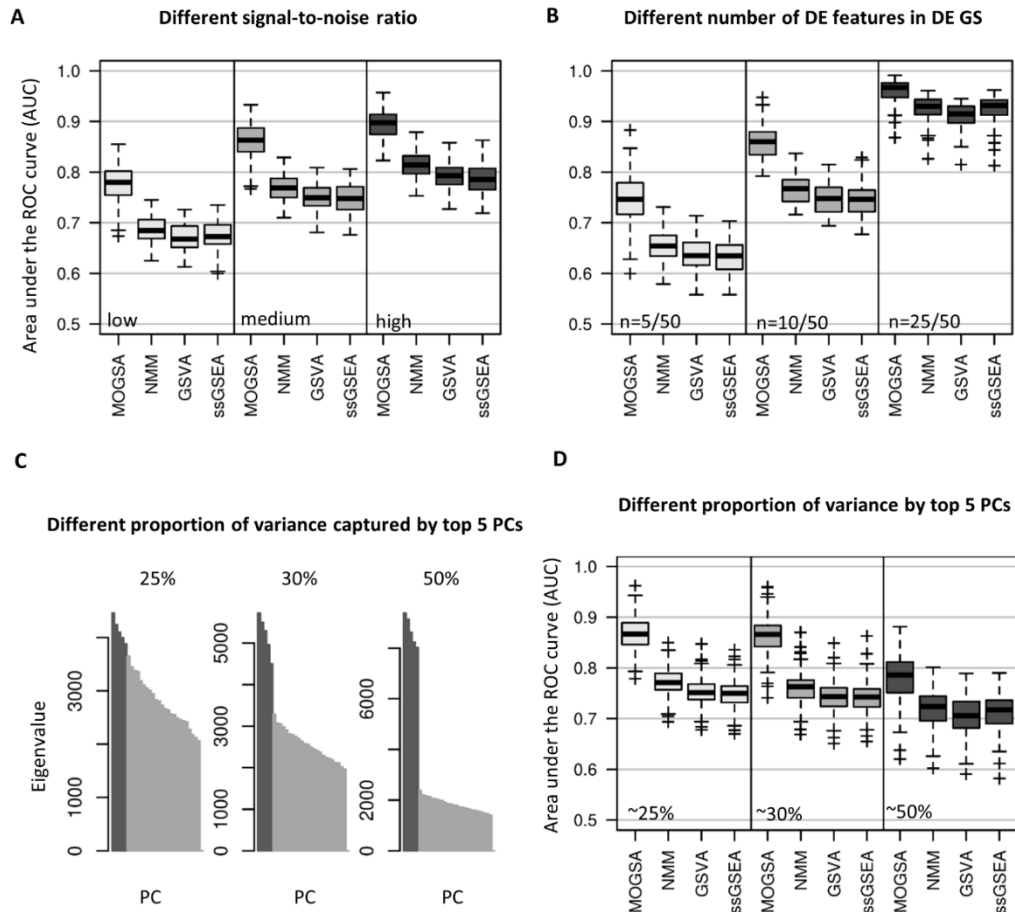 A
Different signal-to-noise ratio
Area under the ROC curve (AUC)
1.0
0.9
0.8
0.7
0.6
0.5
low
medium
high
MOGSA
NMM
GSVA
ssGSEA
MOGSA
NMM
GSVA
ssGSEA
MOGSA
NMM
GSVA
ssGSEA
B
Different number of DE features in DE GS
1.0
0.9
0.8
0.7
0.6
0.5
n=5/50
n=10/50
n=25/50
MOGSA
NMM
GSVA
ssGSEA
MOGSA
NMM
GSVA
ssGSEA
MOGSA
NMM
GSVA
ssGSEA
C
Different proportion of variance captured by top 5 PCs
25%
30%
50%
Eigenvalue
0
1000
3000
0
1000
3000
5000
0
2000
6000
PC
PC
PC
D
Different proportion of variance by top 5 PCs
Area under the ROC curve (AUC)
1.0
0.9
0.8
0.7
0.6
0.5
~25%
~30%
~50%
MOGSA
NMM
GSVA
ssGSEA
MOGSA
NMM
GSVA
ssGSEA
MOGSA
NMM
GSVA
ssGSEA